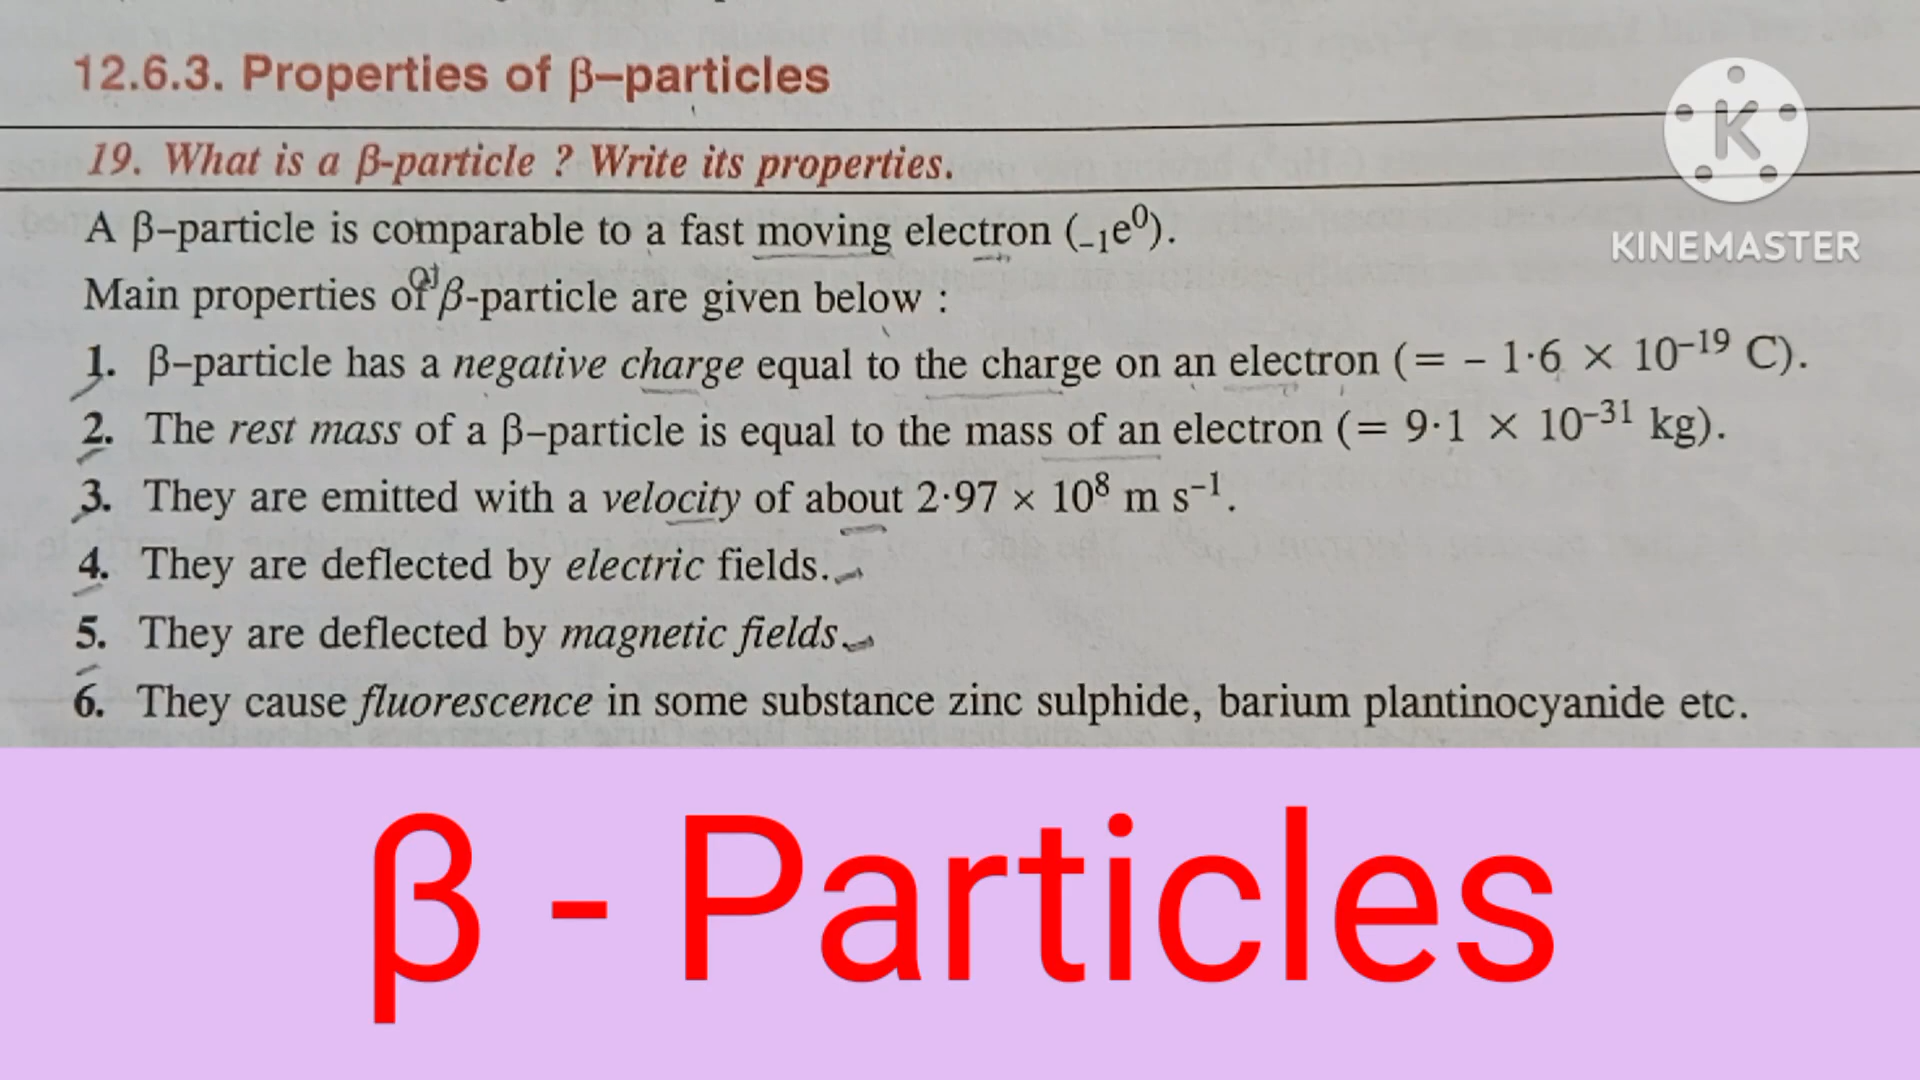 12.6.3. Properties of β–particles
19. What is a β-particle ? Write its properties.
A β–particle is comparable to a fast moving electron (₋₁e⁰).
Main properties of β-particle are given below :
1. β–particle has a negative charge equal to the charge on an electron (= – 1·6 × 10⁻¹⁹ C).
2. The rest mass of a β–particle is equal to the mass of an electron (= 9·1 × 10⁻³¹ kg).
3. They are emitted with a velocity of about 2·97 × 10⁸ m s⁻¹.
4. They are deflected by electric fields.
5. They are deflected by magnetic fields.
6. They cause fluorescence in some substance zinc sulphide, barium plantinocyanide etc.
K
KINEMASTER
β - Particles